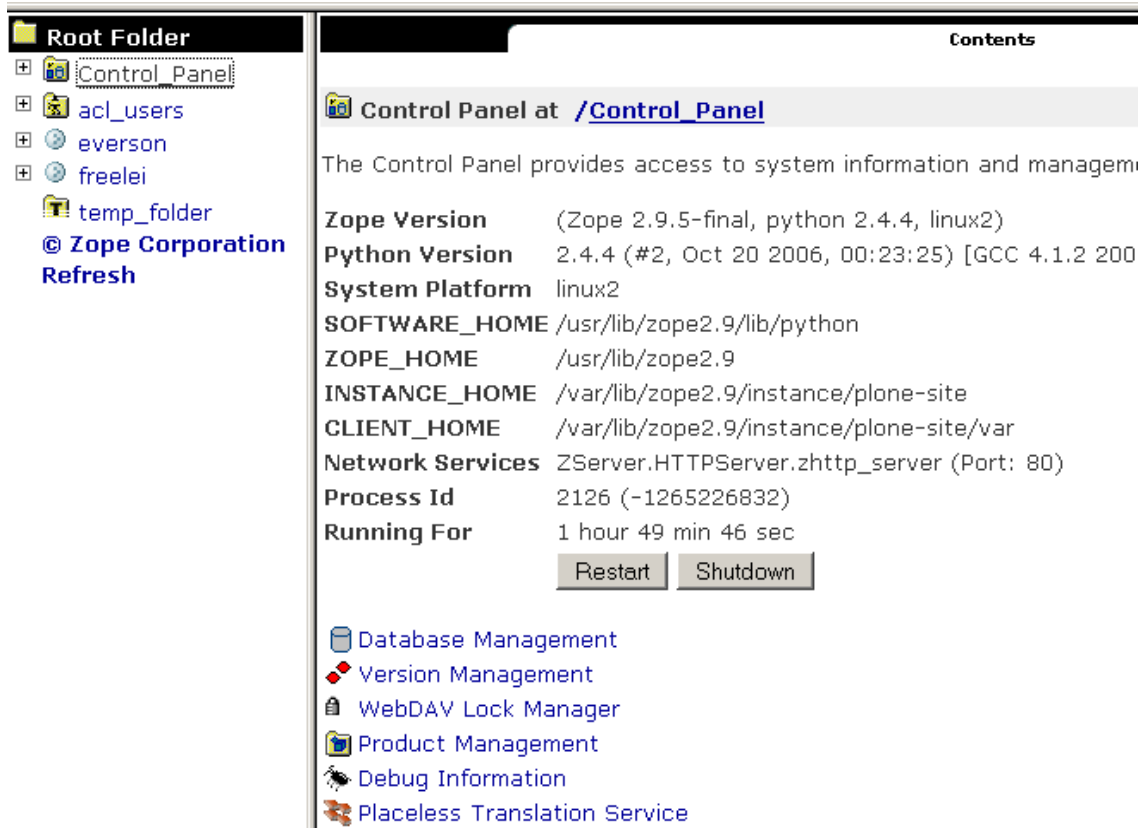 Root Folder
Control_Panel
acl_users
everson
freelei
temp_folder
© Zope Corporation
Refresh
Contents
Control Panel at /Control_Panel
The Control Panel provides access to system information and managem
Zope Version (Zope 2.9.5-final, python 2.4.4, linux2)
Python Version 2.4.4 (#2, Oct 20 2006, 00:23:25) [GCC 4.1.2 200
System Platform linux2
SOFTWARE_HOME /usr/lib/zope2.9/lib/python
ZOPE_HOME /usr/lib/zope2.9
INSTANCE_HOME /var/lib/zope2.9/instance/plone-site
CLIENT_HOME /var/lib/zope2.9/instance/plone-site/var
Network Services ZServer.HTTPServer.zhttp_server (Port: 80)
Process Id 2126 (-1265226832)
Running For 1 hour 49 min 46 sec
Restart Shutdown
Database Management
Version Management
WebDAV Lock Manager
Product Management
Debug Information
Placeless Translation Service